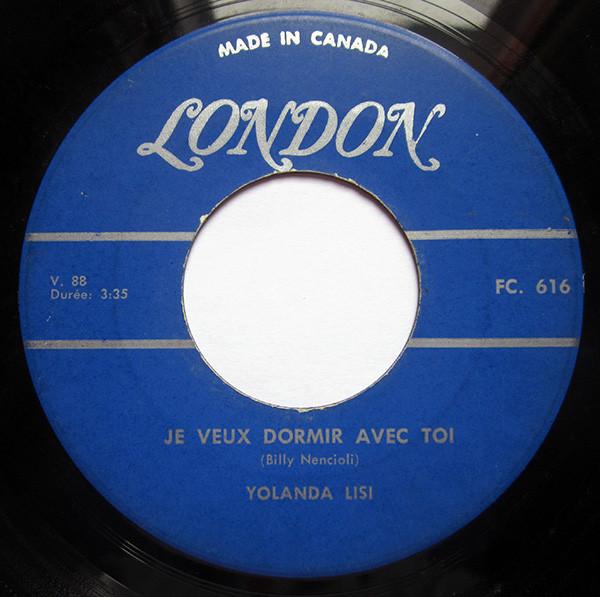 MADE IN CANADA
LONDON
V. 88
Durée: 3:35
FC. 616
JE VEUX DORMIR AVEC TOI
(Billy Nencioli)
YOLANDA LISI